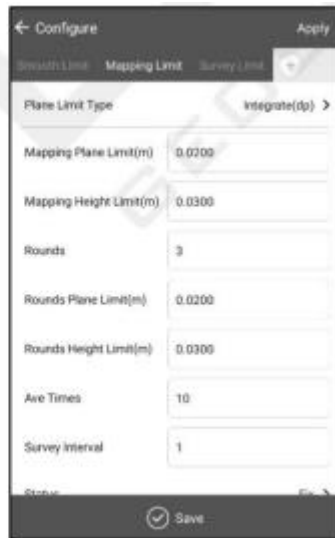 ← Configure Apply
Smooth Limit Mapping Limit Survey Limit +
Plane Limit Type Integrate(dp) >
Mapping Plane Limit(m) 0.0200
Mapping Height Limit(m) 0.0300
Rounds 3
Rounds Plane Limit(m) 0.0200
Rounds Height Limit(m) 0.0300
Ave Times 10
Survey Interval 1
Status Fix >
Save